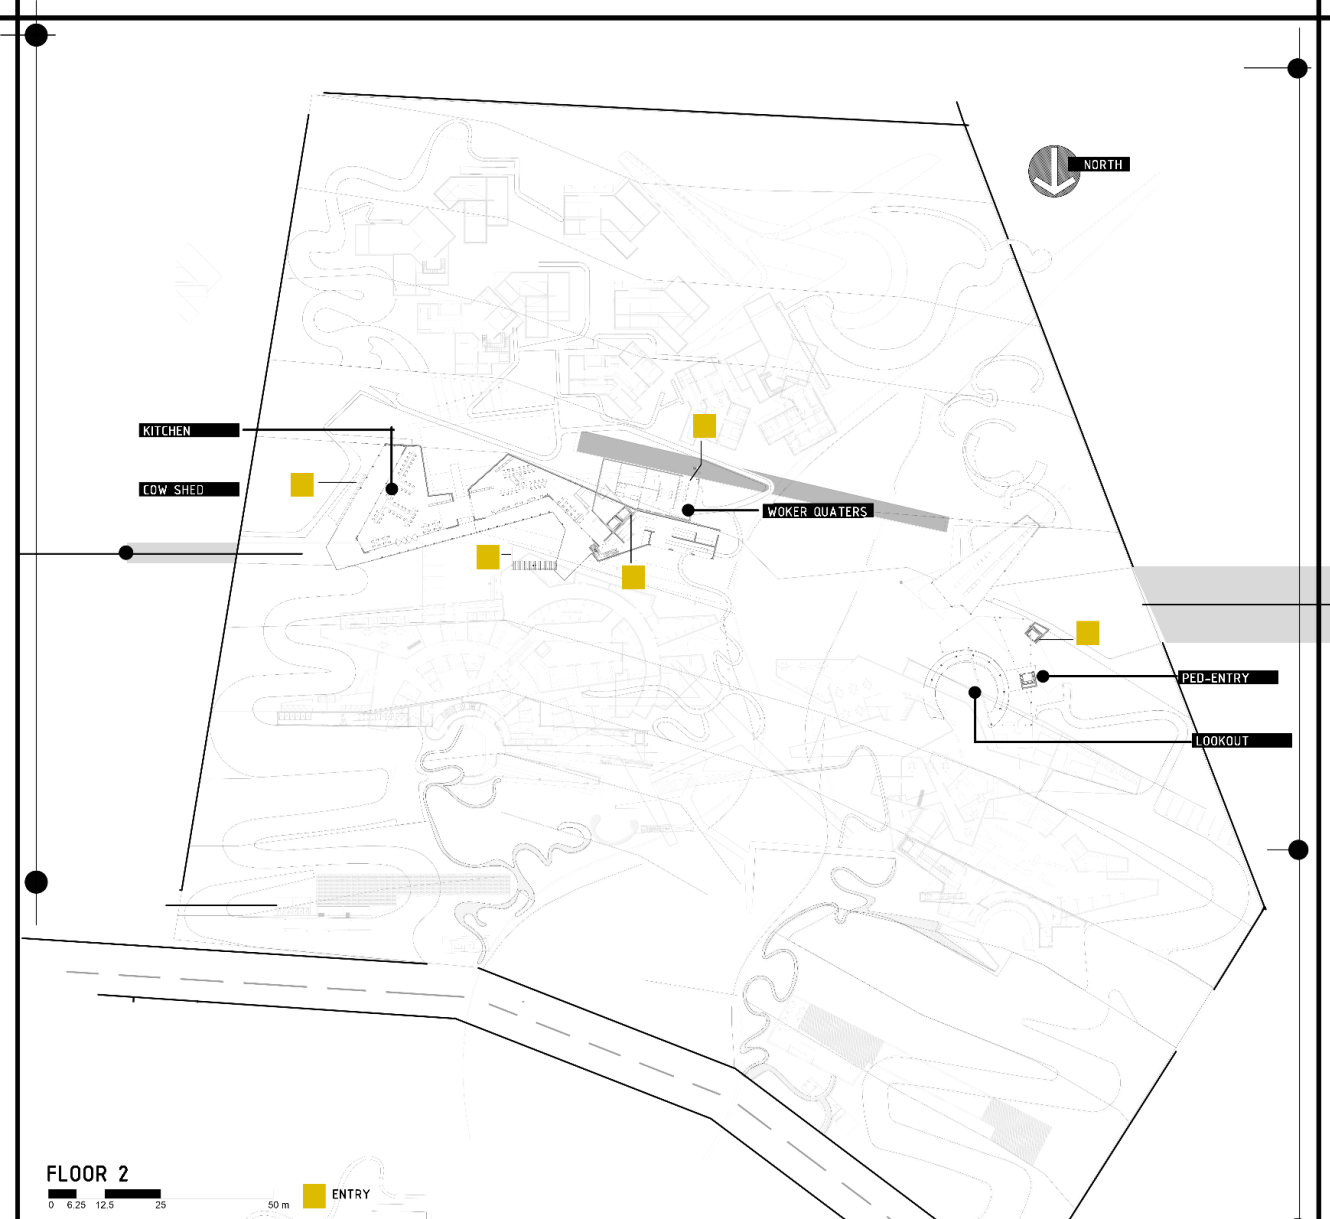 NORTH
KITCHEN
COW SHED
WOKER QUATERS
PED-ENTRY
LOOKOUT
FLOOR 2
ENTRY
0 6.25 12.5 25 50 m